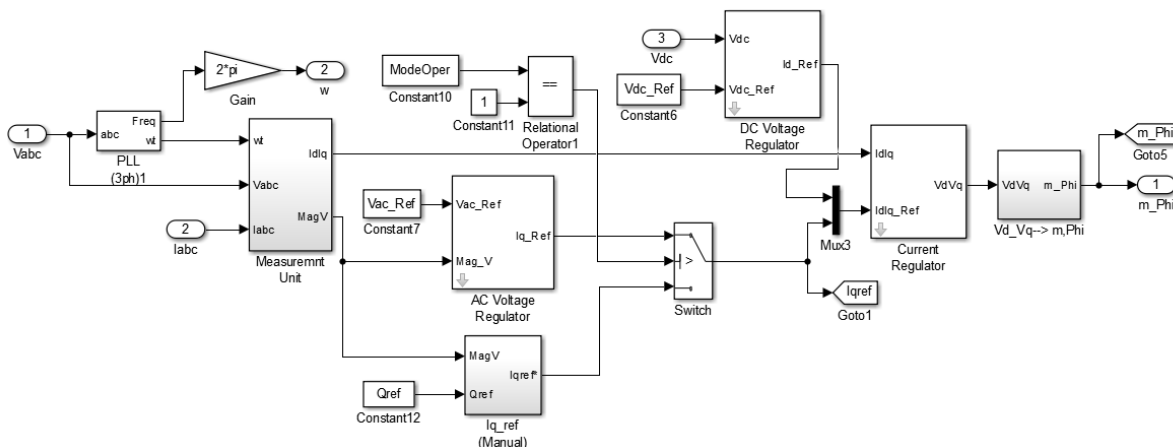 2*pi
Gain
2
w
1
Vabc
abc
Freq
wt
PLL
(3ph)1
wt
Vabc
Iabc
IdIq
MagV
Measuremnt
Unit
2
Iabc
ModeOper
Constant10
1
Constant11
==
Relational
Operator1
3
Vdc
Vdc_Ref
Constant6
Vdc
Vdc_Ref
Id_Ref
DC Voltage
Regulator
Vac_Ref
Constant7
Vac_Ref
Mag_V
Iq_Ref
AC Voltage
Regulator
Qref
Constant12
MagV
Qref
Iqref*
Iq_ref
(Manual)
>
Switch
Mux3
Iqref
Goto1
IdIq
IdIq_Ref
VdVq
Current
Regulator
VdVq
m_Phi
Vd_Vq--> m,Phi
m_Phi
Goto5
1
m_Phi